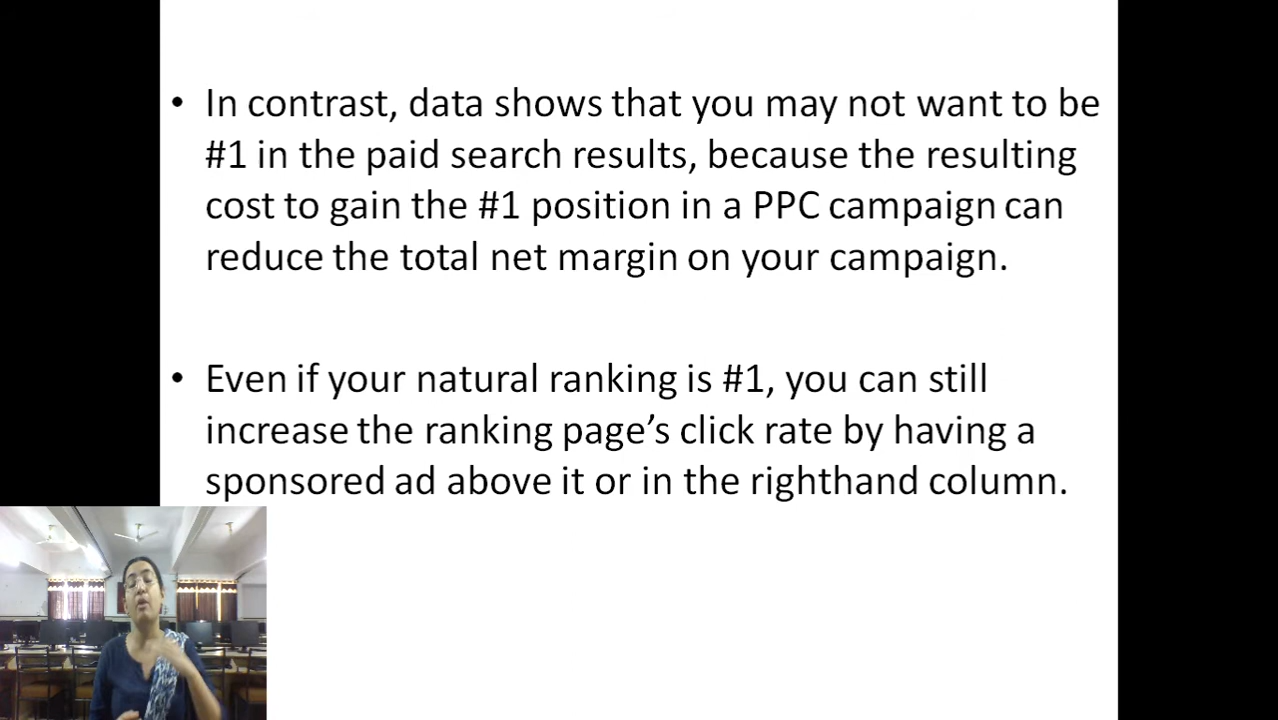 • In contrast, data shows that you may not want to be
#1 in the paid search results, because the resulting
cost to gain the #1 position in a PPC campaign can
reduce the total net margin on your campaign.
• Even if your natural ranking is #1, you can still
increase the ranking page’s click rate by having a
sponsored ad above it or in the righthand column.